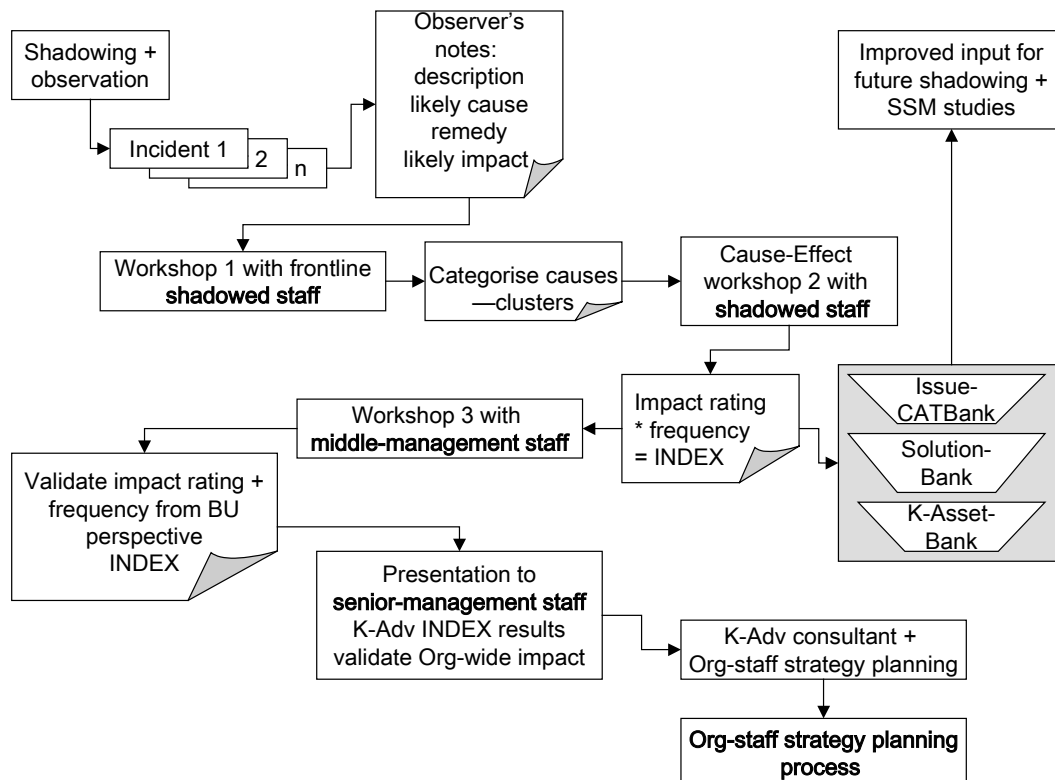 Shadowing +
observation
Incident 1
2
n
Observer’s
notes:
description
likely cause
remedy
likely impact
Improved input for
future shadowing +
SSM studies
Workshop 1 with frontline
shadowed staff
Categorise causes
—clusters
Cause-Effect
workshop 2 with
shadowed staff
Impact rating
* frequency
= INDEX
Issue-
CATBank
Solution-
Bank
K-Asset-
Bank
Workshop 3 with
middle-management staff
Validate impact rating +
frequency from BU
perspective
INDEX
Presentation to
senior-management staff
K-Adv INDEX results
validate Org-wide impact
K-Adv consultant +
Org-staff strategy planning
Org-staff strategy planning
process